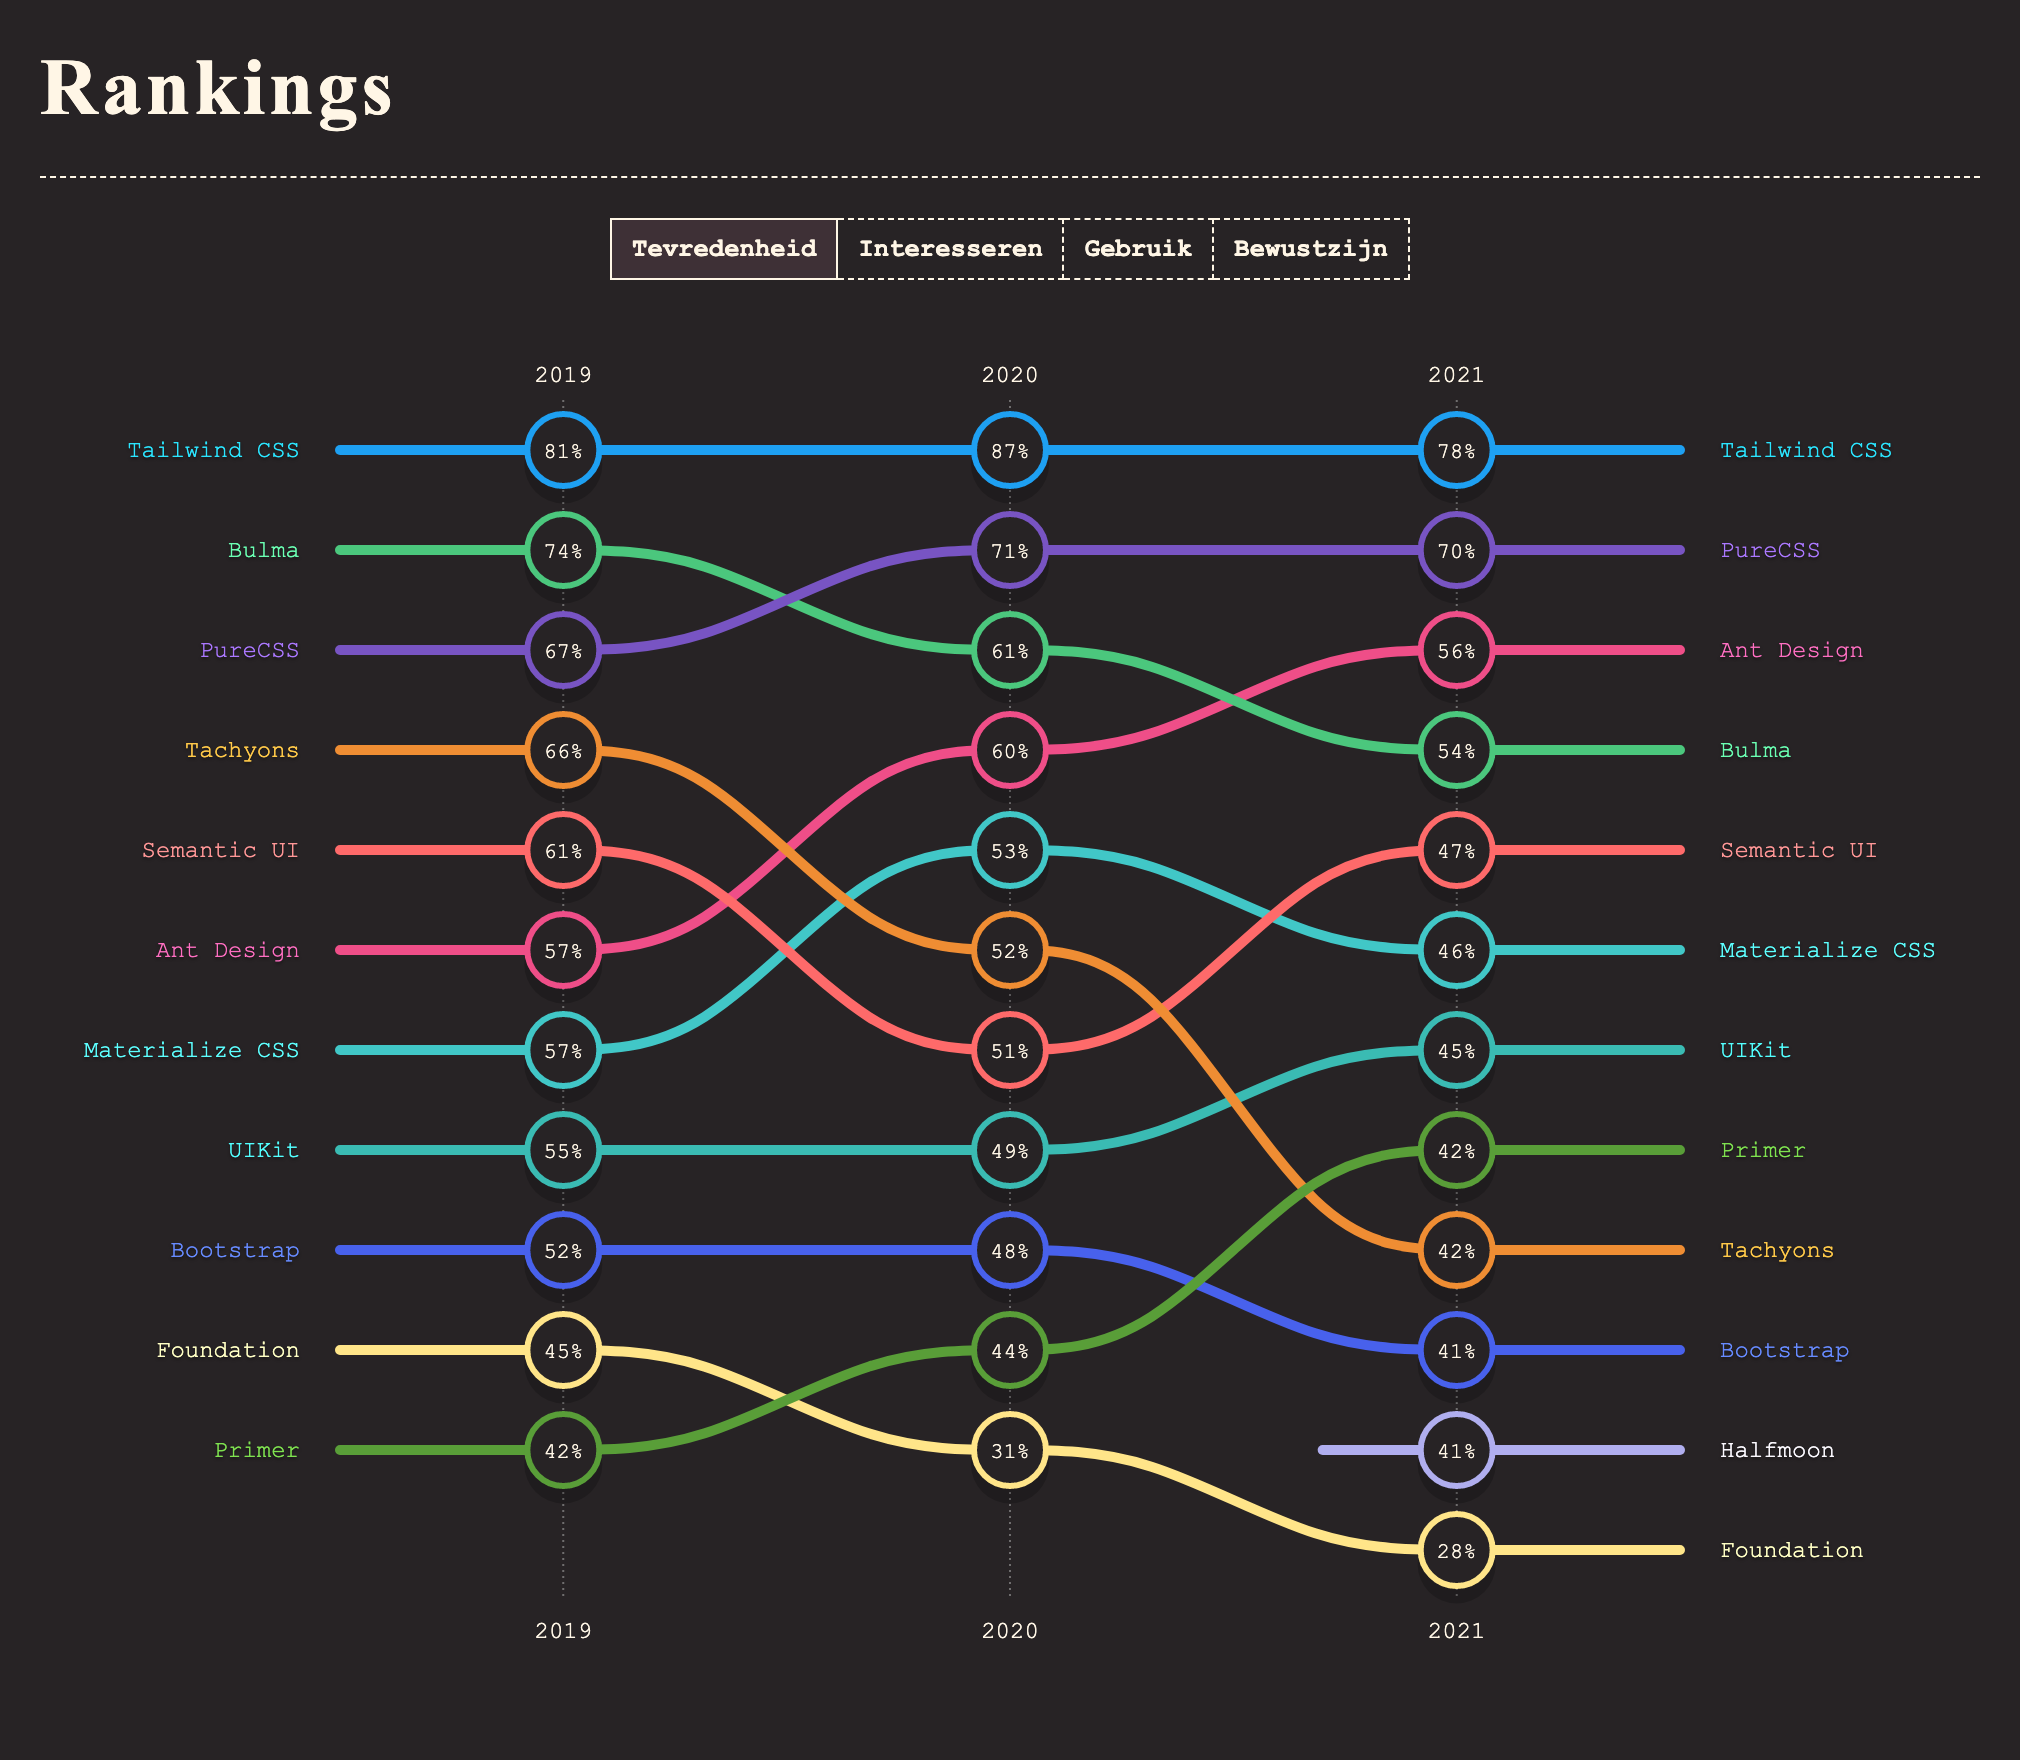 Rankings
Tevredenheid Interesseren Gebruik Bewustzijn
2019 2020 2021
Tailwind CSS 81% 87% 78% Tailwind CSS
Bulma 74% 71% 70% PureCSS
PureCSS 67% 61% 56% Ant Design
Tachyons 66% 60% 54% Bulma
Semantic UI 61% 53% 47% Semantic UI
Ant Design 57% 52% 46% Materialize CSS
Materialize CSS 57% 51% 45% UIKit
UIKit 55% 49% 42% Primer
Bootstrap 52% 48% 42% Tachyons
Foundation 45% 44% 41% Bootstrap
Primer 42% 31% 41% Halfmoon
28% Foundation
2019 2020 2021